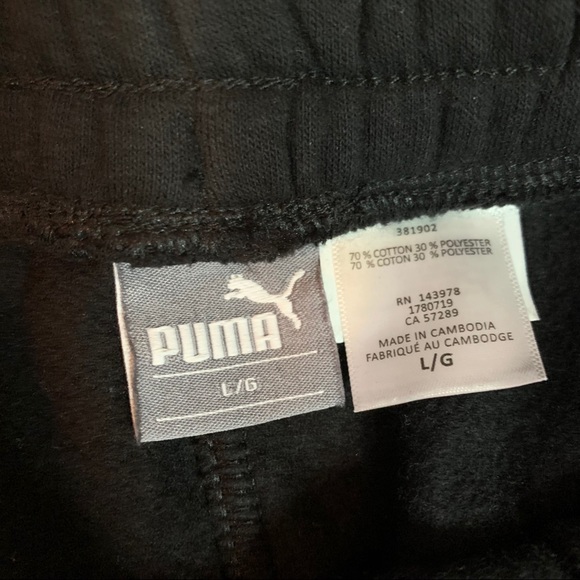 PUMA
L/G
381902
70 % COTTON 30 % POLYESTER
70 % COTON 30 % POLYESTER
RN 143978
1780719
CA 57289
MADE IN CAMBODIA
FABRIQUÉ AU CAMBODGE
L/G